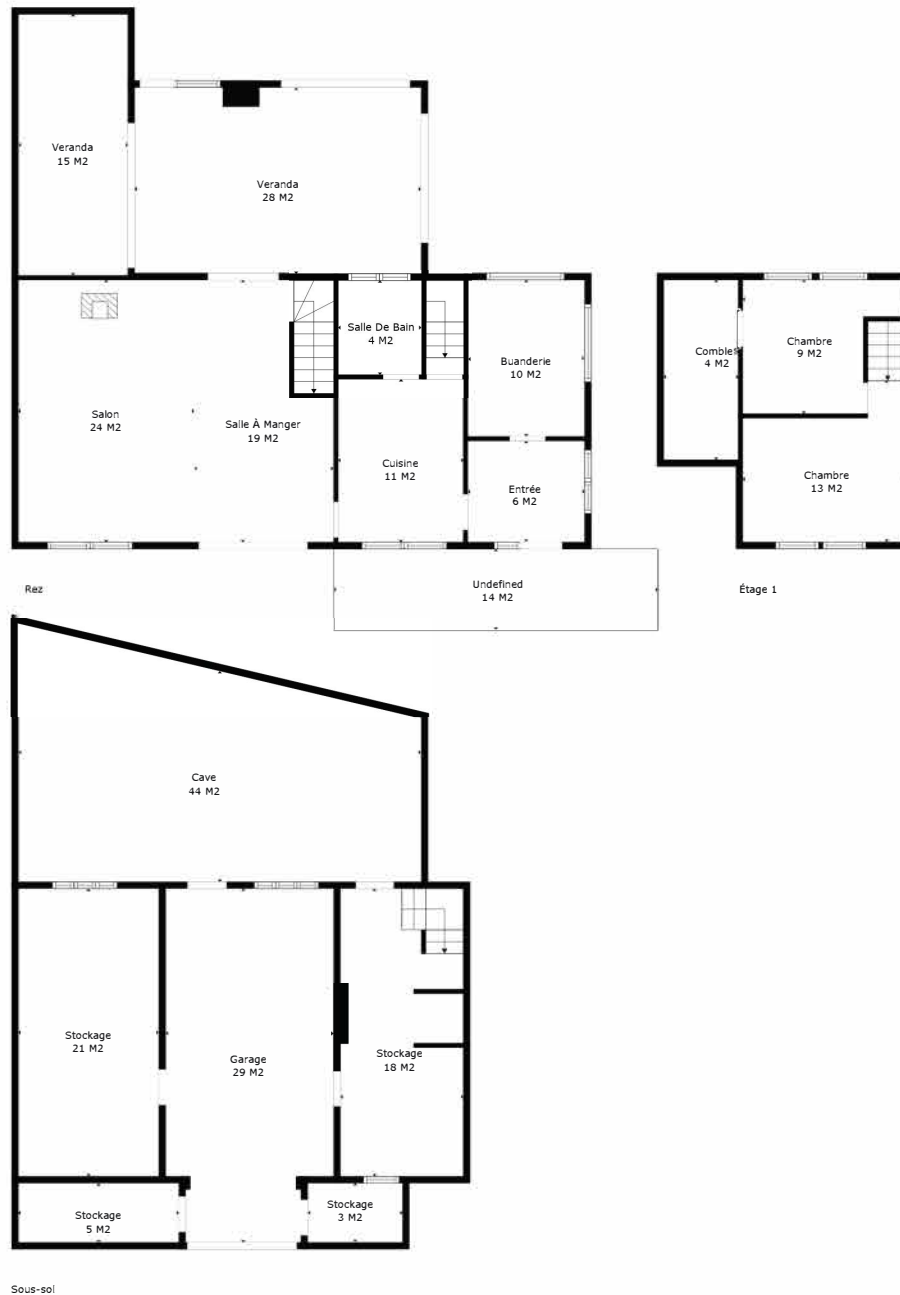 Veranda
15 M2
Veranda
28 M2
Salle De Bain
4 M2
Buanderie
10 M2
Salon
24 M2
Salle À Manger
19 M2
Cuisine
11 M2
Entrée
6 M2
Undefined
14 M2
Rez
Combles
4 M2
Chambre
9 M2
Chambre
13 M2
Étage 1
Cave
44 M2
Stockage
21 M2
Garage
29 M2
Stockage
18 M2
Stockage
5 M2
Stockage
3 M2
Sous-sol